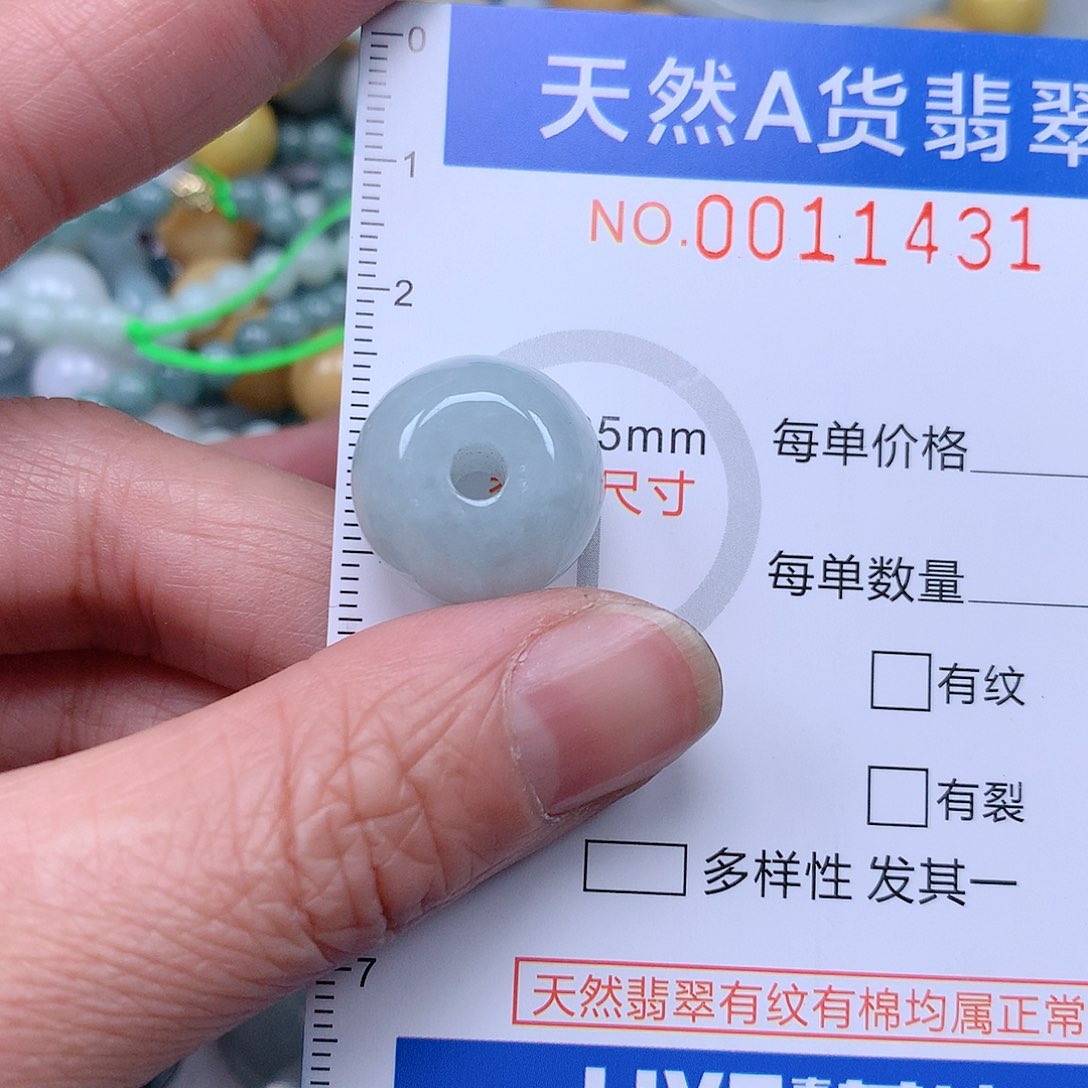 0
天然A货翡翠
1
NO.0011431
2
5mm
尺寸
每单价格
每单数量
有纹
有裂
多样性 发其一
7
天然翡翠有纹有棉均属正常